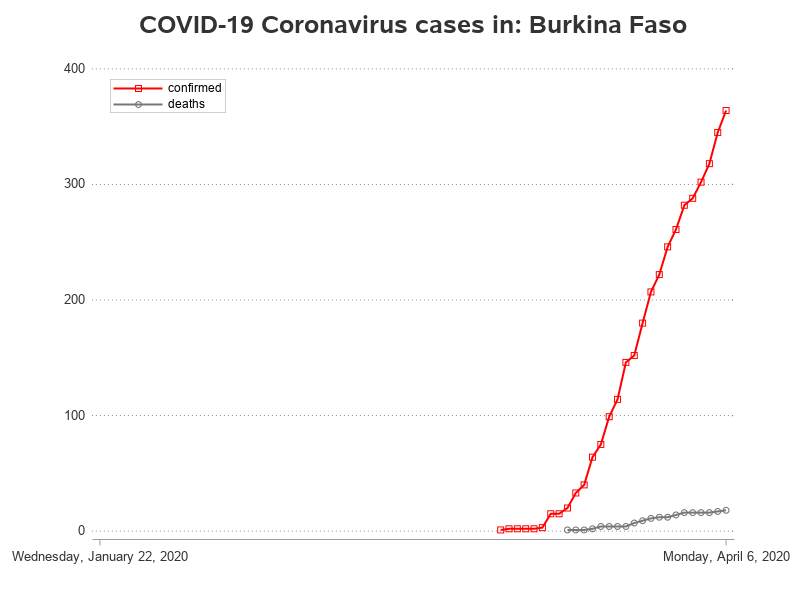 COVID-19 Coronavirus cases in: Burkina Faso
400
confirmed
deaths
300
200
100
0
Wednesday, January 22, 2020 Monday, April 6, 2020